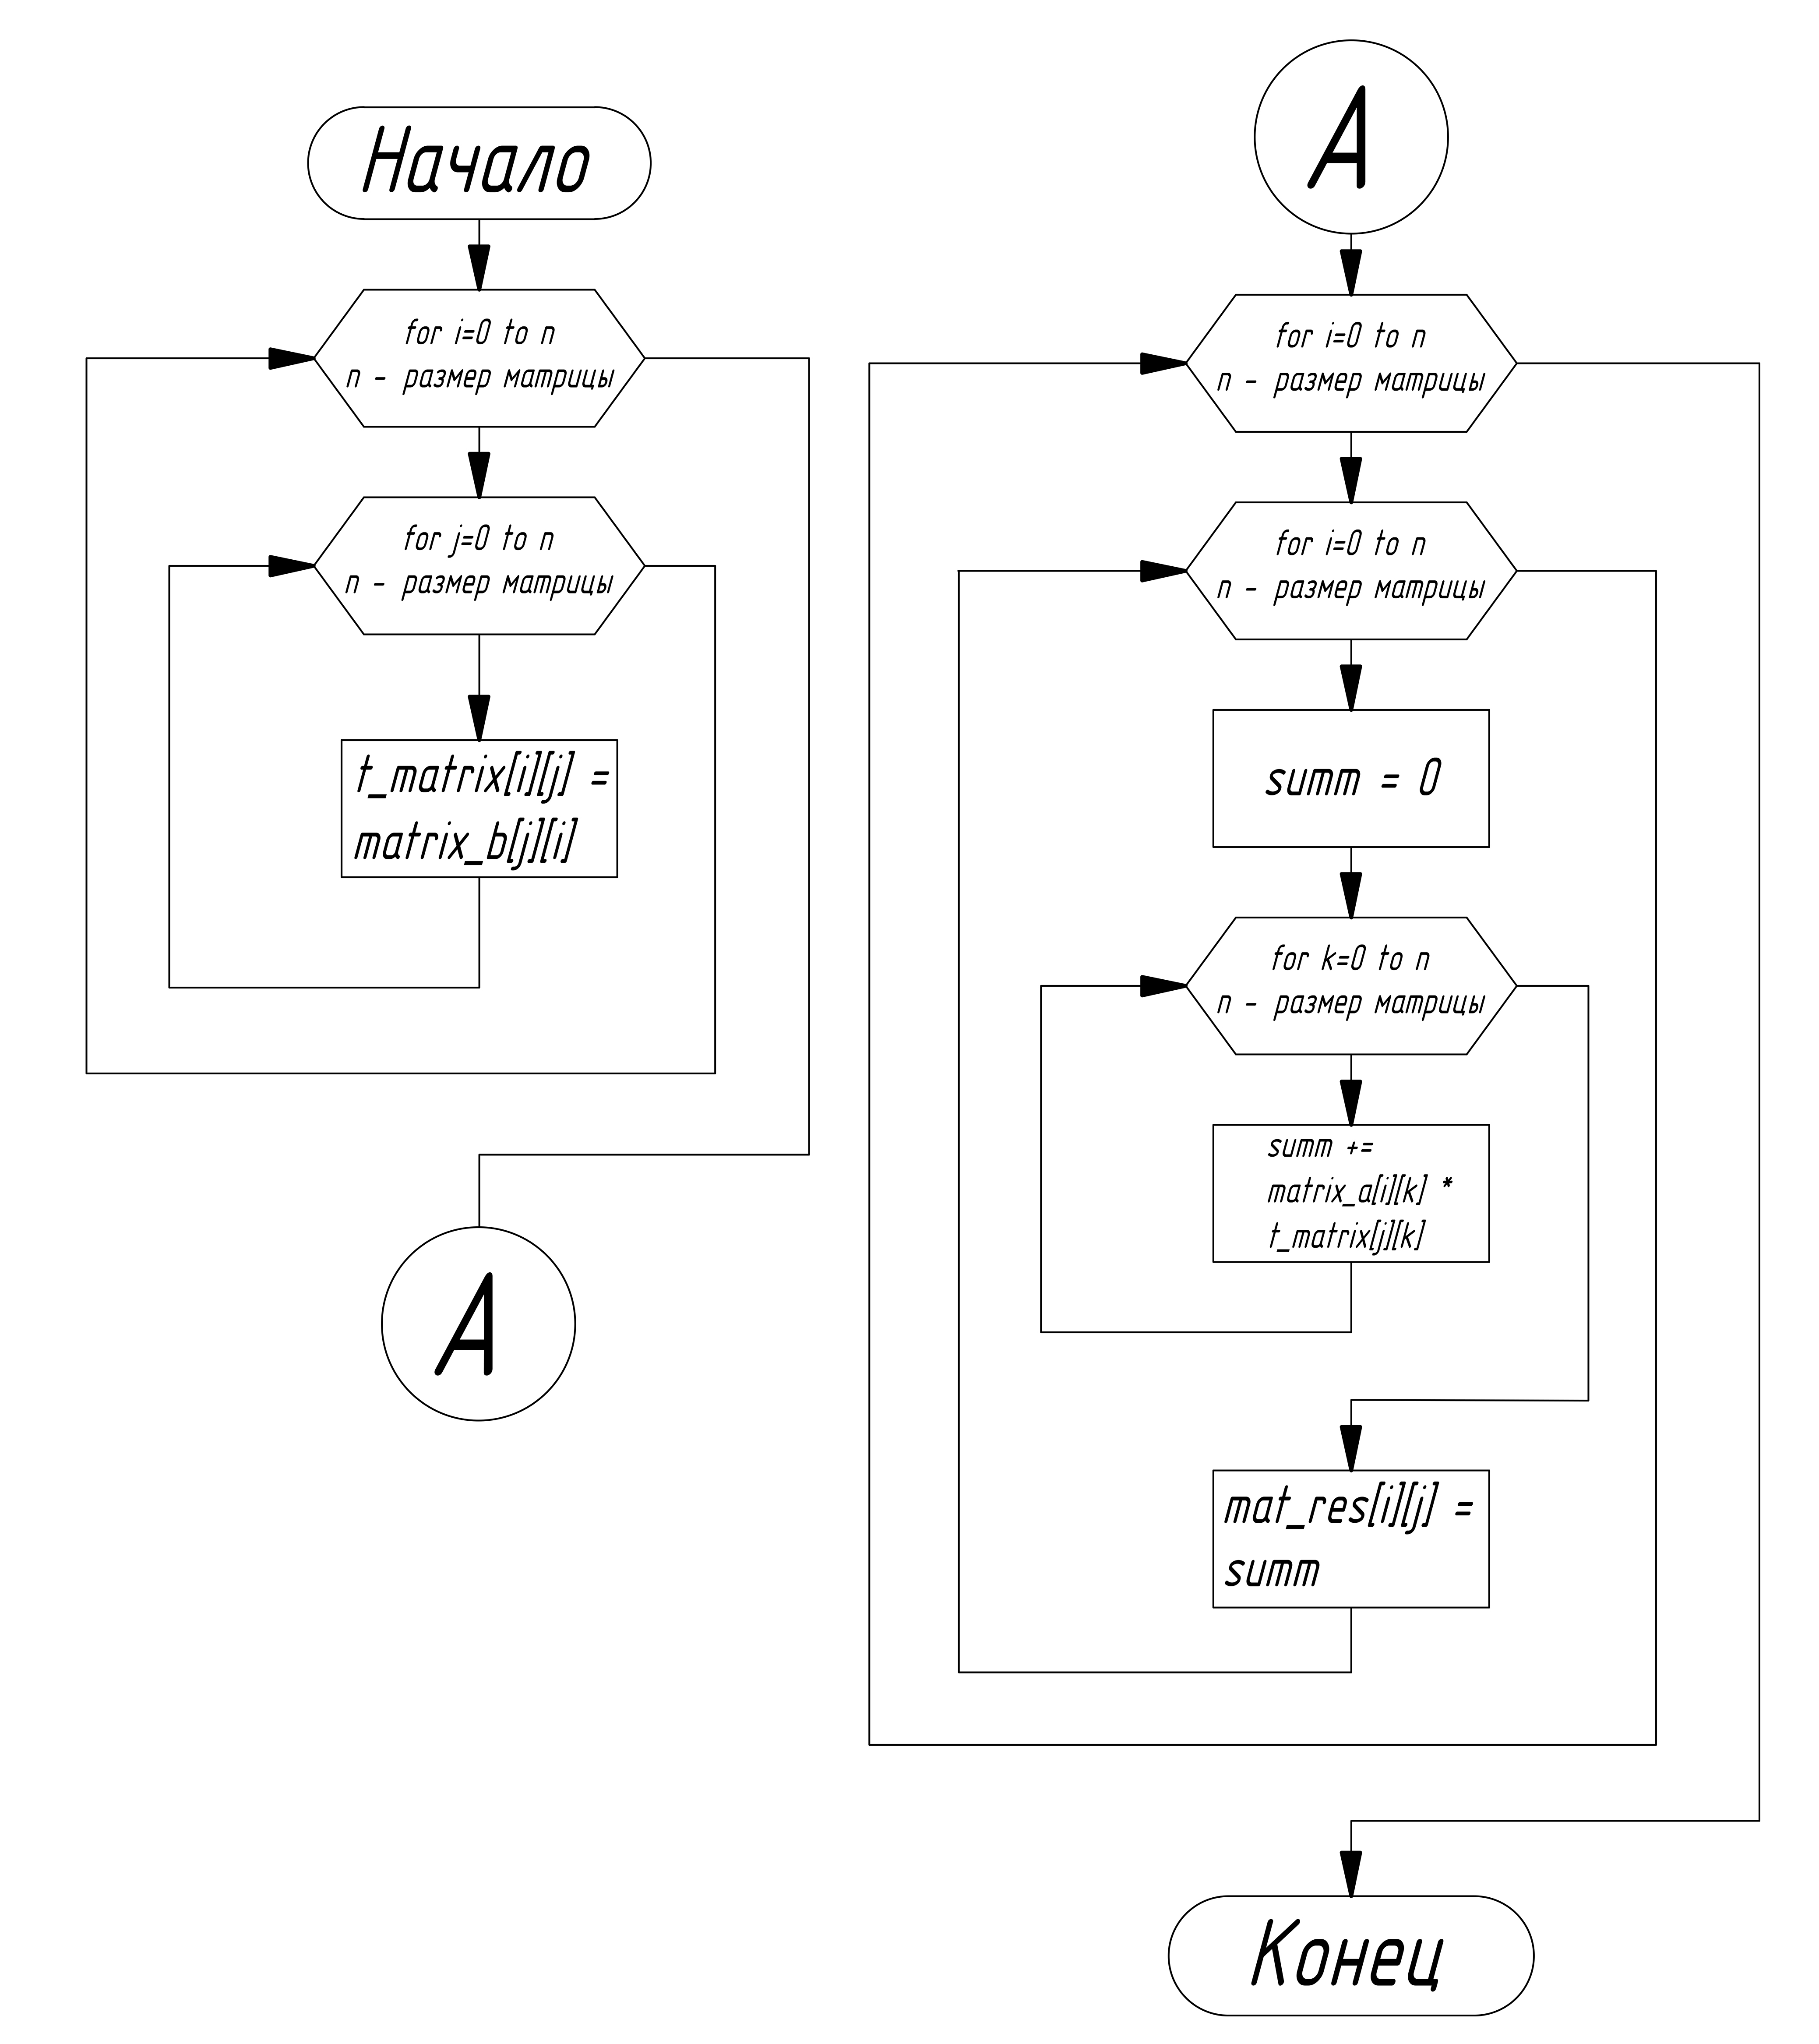 Начало
for i=0 to n
n - размер матрицы
for j=0 to n
n - размер матрицы
t_matrix[i][j] =
matrix_b[j][i]
А
А
for i=0 to n
n - размер матрицы
for i=0 to n
n - размер матрицы
summ = 0
for k=0 to n
n - размер матрицы
summ +=
matrix_a[i][k] *
t_matrix[j][k]
mat_res[i][j] =
summ
Конец